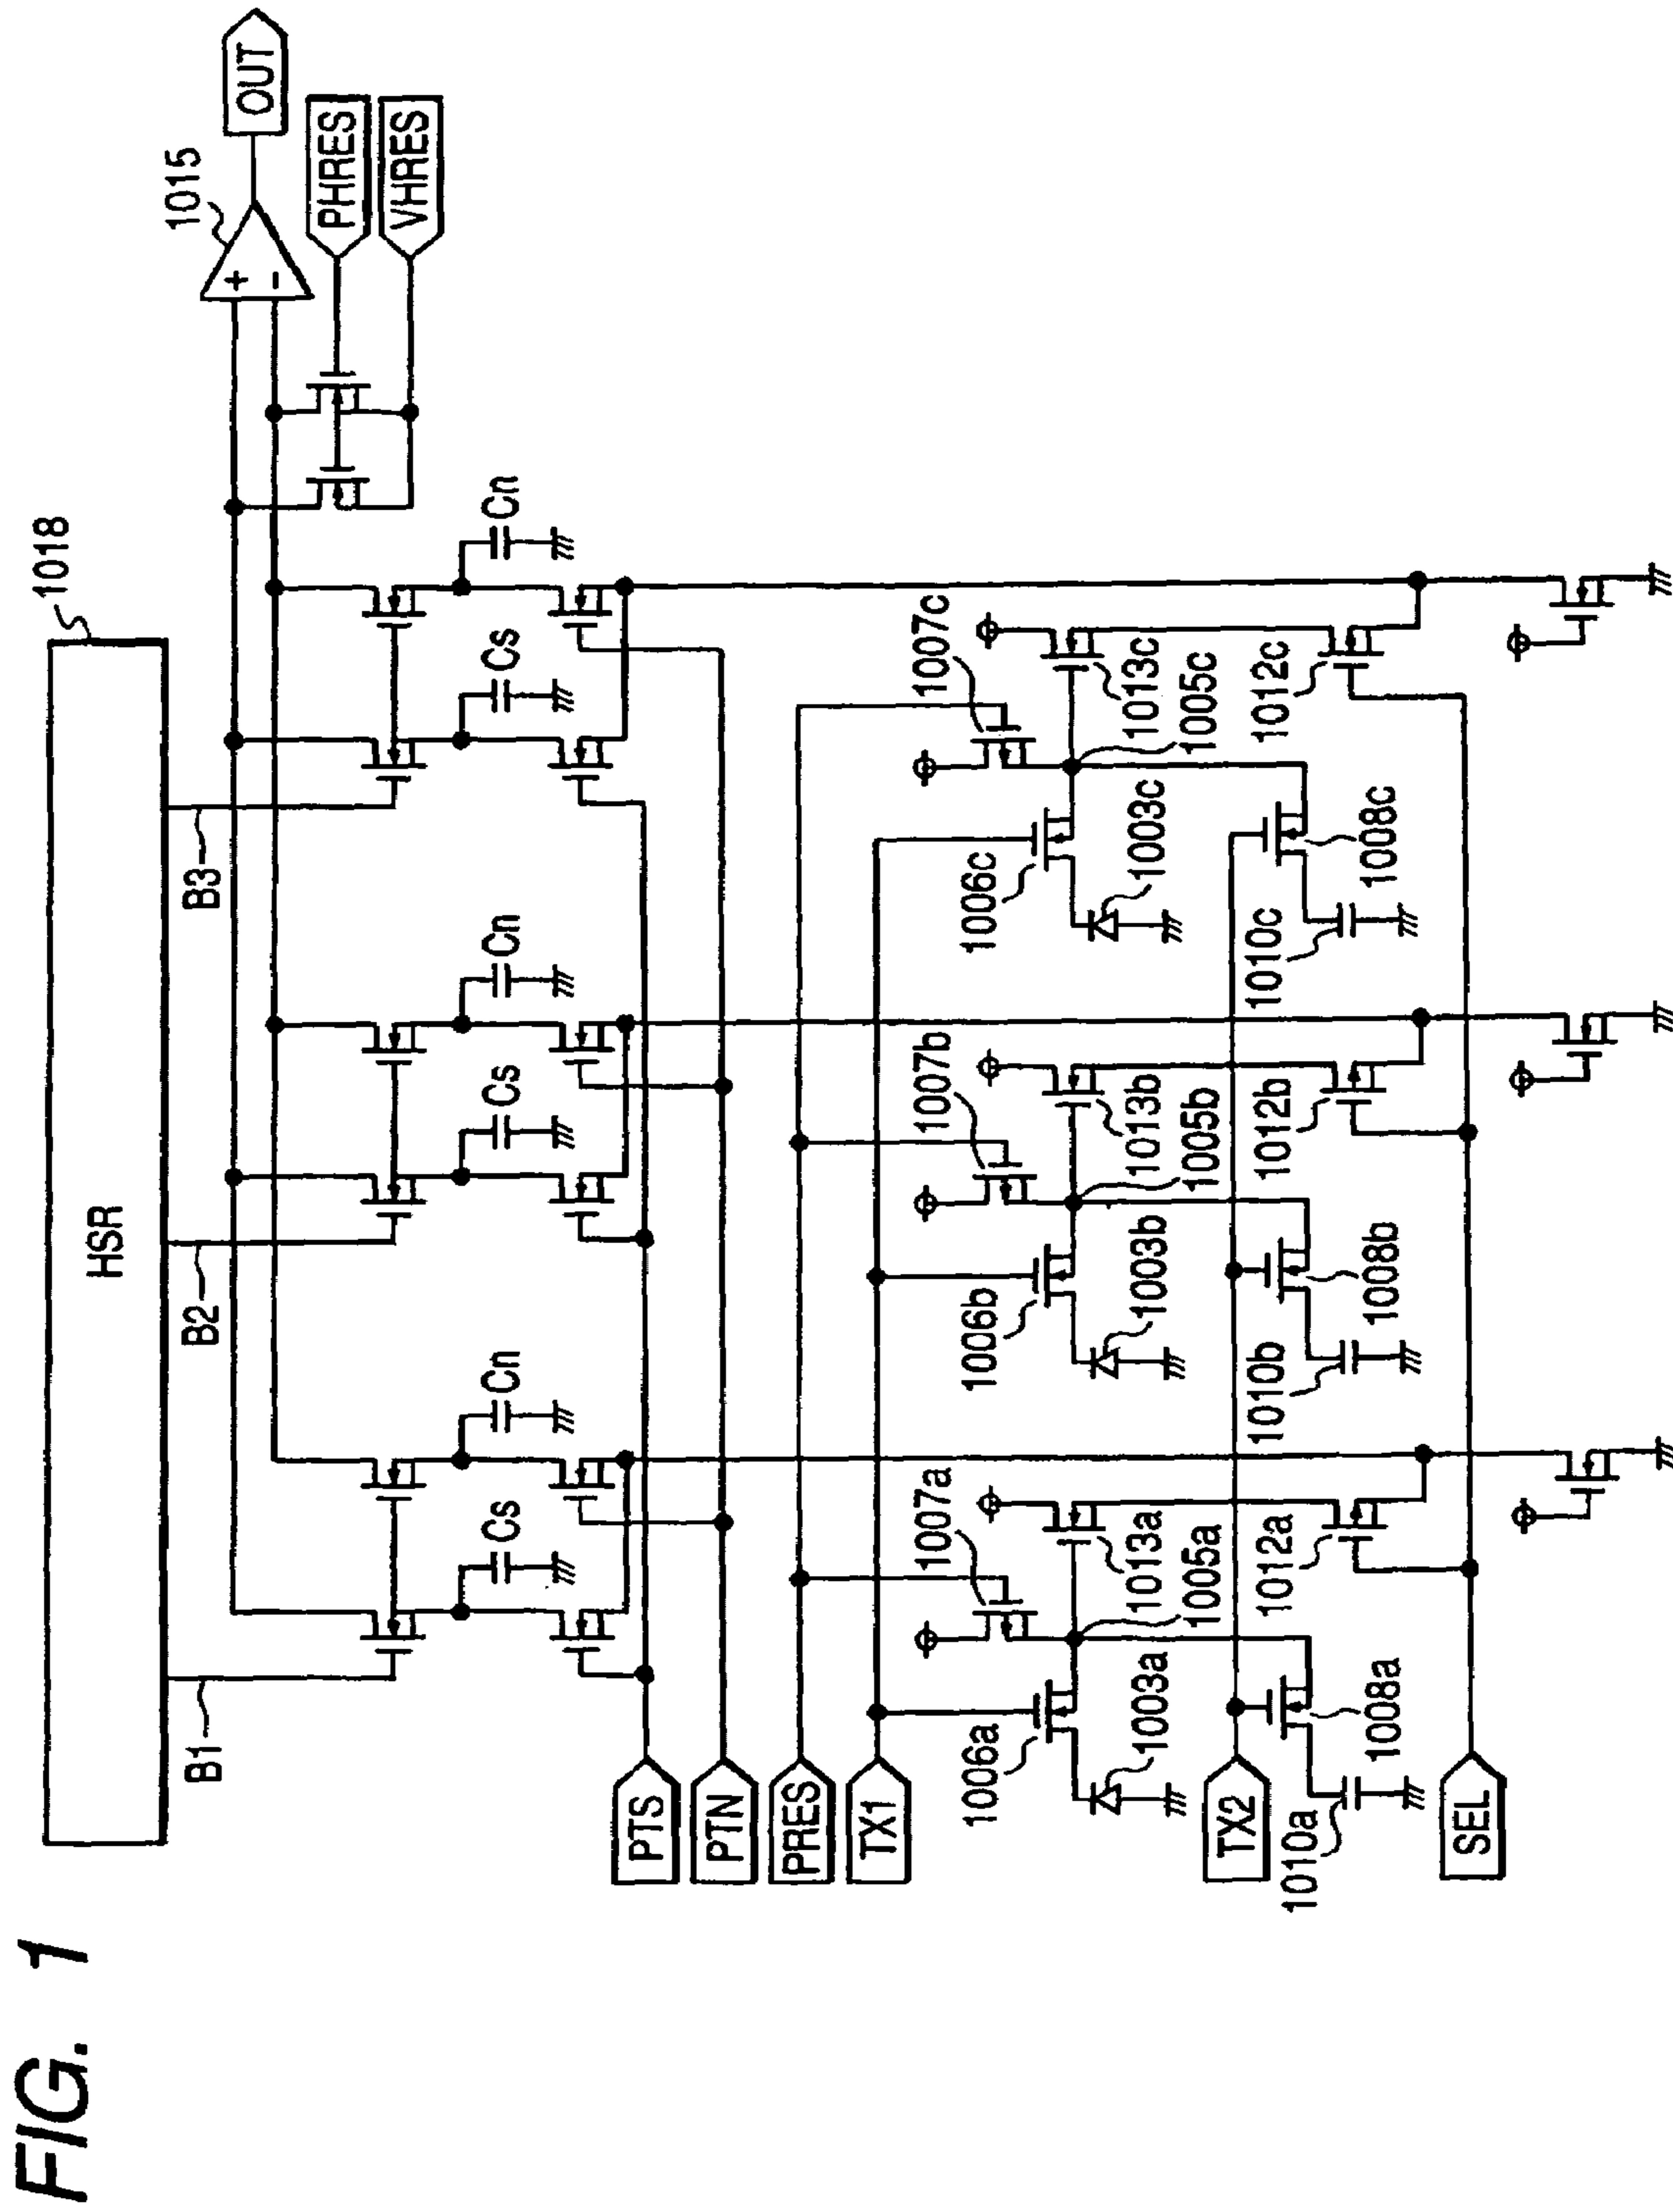 FIG. 1
HSR
1018
B1
B2
B3
1015
OUT
PHRES
VHRES
Cs
Cn
Cs
Cn
Cs
Cn
PTS
PTN
PRES
TX1
TX2
SEL
1007a
1013a
1005a
1006a
1003a
1012a
1008a
1010a
1007b
1013b
1005b
1006b
1003b
1012b
1008b
1010b
1007c
1013c
1005c
1006c
1003c
1012c
1008c
1010c
+
−